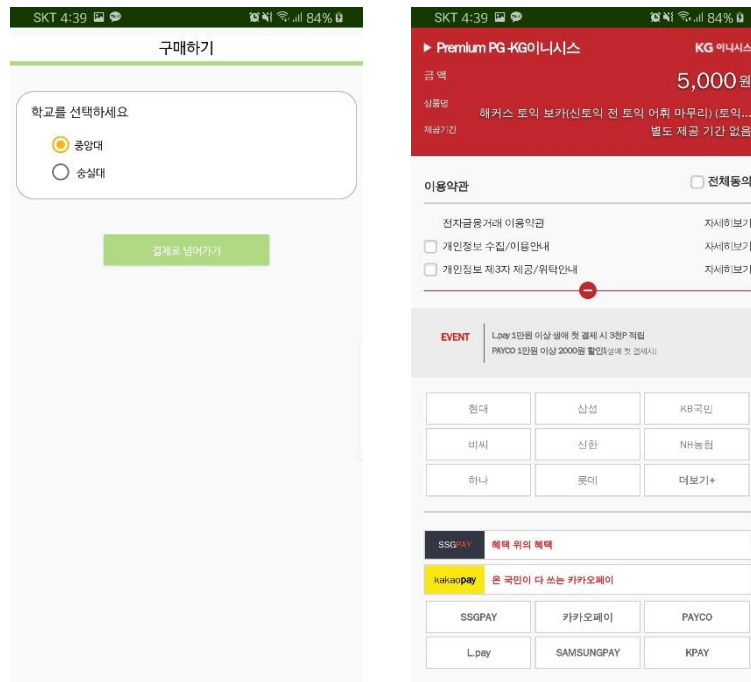 SKT 4:39
84%
구매하기
학교를 선택하세요
중앙대
숭실대
결제로 넘어가기
SKT 4:39
84%
Premium PG -KG이니시스
KG 이니시스
금 액
5,000원
상품명
해커스 토익 보카(신토익 전 토익 어휘 마무리) (토익...
제공기간
별도 제공 기간 없음
이용약관
전체동의
전자금융거래 이용약관
자세히보기
개인정보 수집/이용안내
자세히보기
개인정보 제3자 제공/위탁안내
자세히보기
EVENT
L.pay 1만원 이상 생애 첫 결제 시 3천P 적립
PAYCO 1만원 이상 2000원 할인(생애 첫 결제시)
현대
삼성
KB국민
비씨
신한
NH농협
하나
롯데
더보기+
SSGPAY
혜택 위의 혜택
kakaopay
온 국민이 다 쓰는 카카오페이
SSGPAY
카카오페이
PAYCO
L.pay
SAMSUNGPAY
KPAY